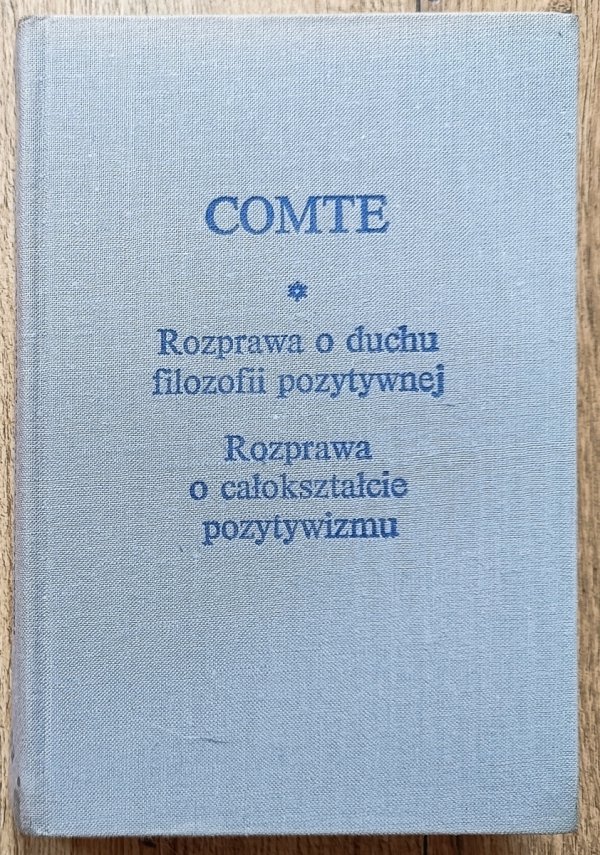 COMTE
*
Rozprawa o duchu
filozofii pozytywnej
Rozprawa
o całokształcie
pozytywizmu